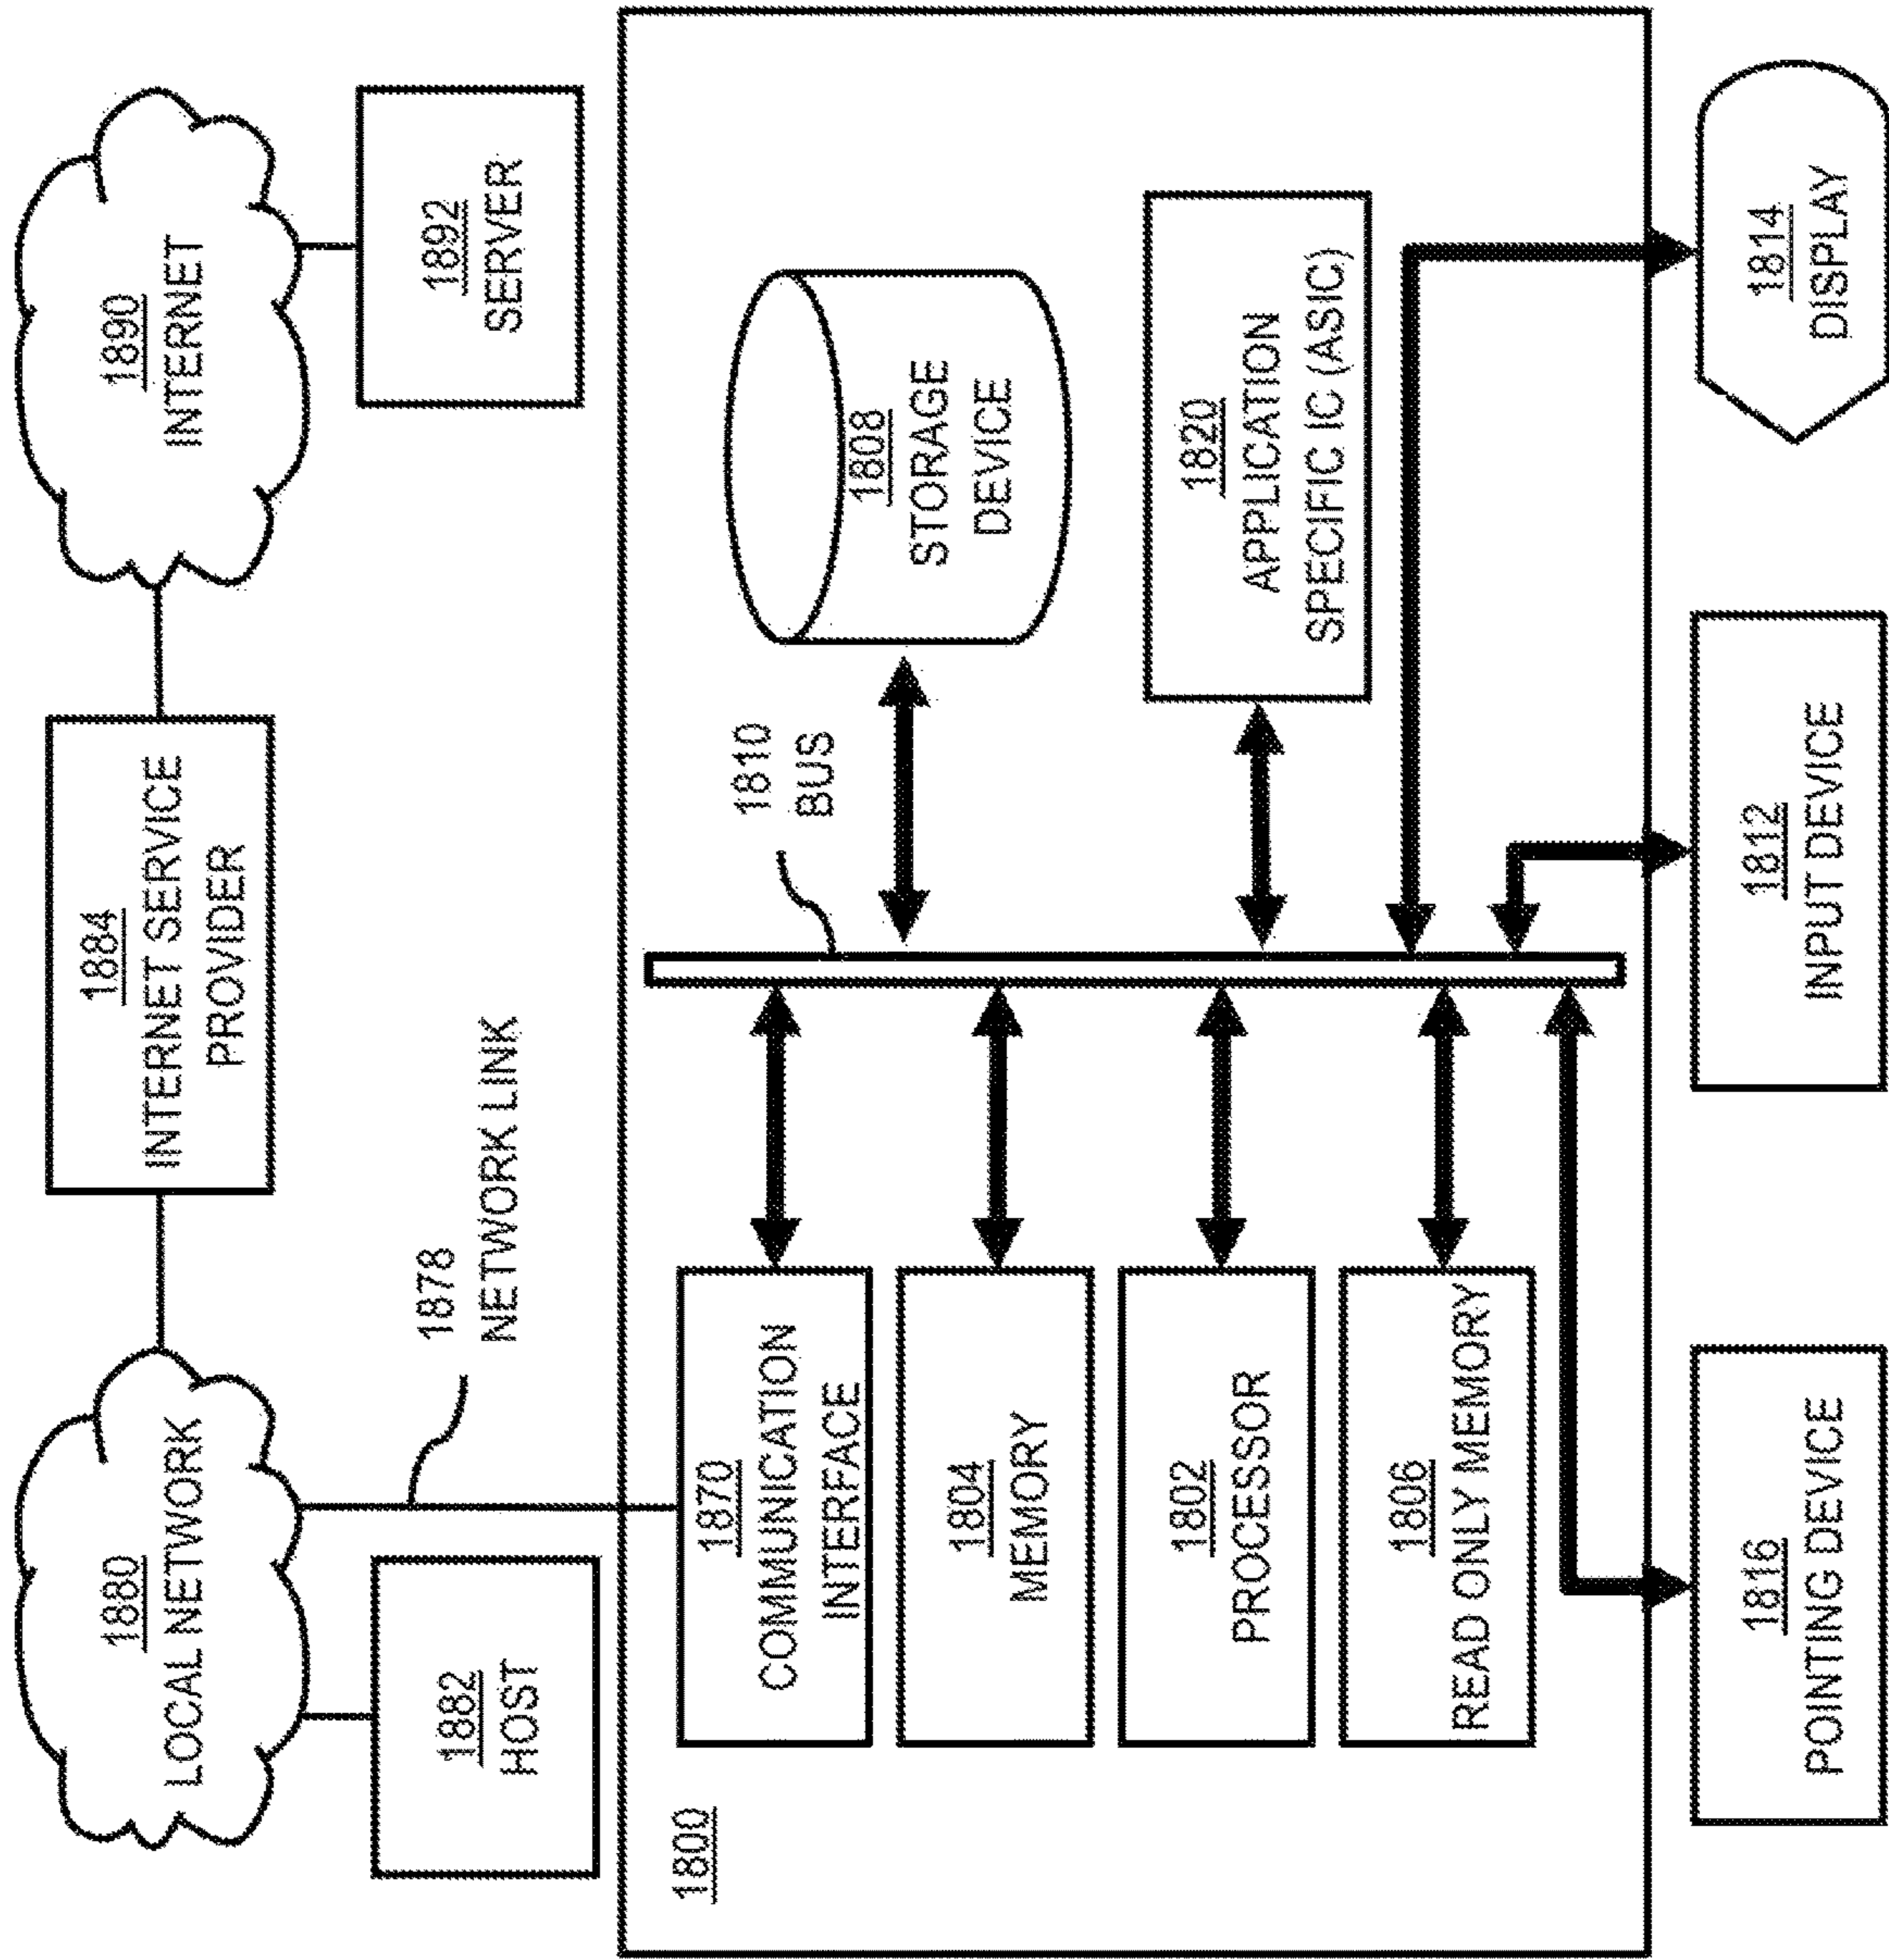 1880
LOCAL NETWORK
1884
INTERNET SERVICE
PROVIDER
1890
INTERNET
1882
HOST
1878
NETWORK LINK
1892
SERVER
1800
1870
COMMUNICATION
INTERFACE
1804
MEMORY
1802
PROCESSOR
1806
READ ONLY MEMORY
1810
BUS
1808
STORAGE
DEVICE
1820
APPLICATION
SPECIFIC IC (ASIC)
1816
POINTING DEVICE
1812
INPUT DEVICE
1814
DISPLAY